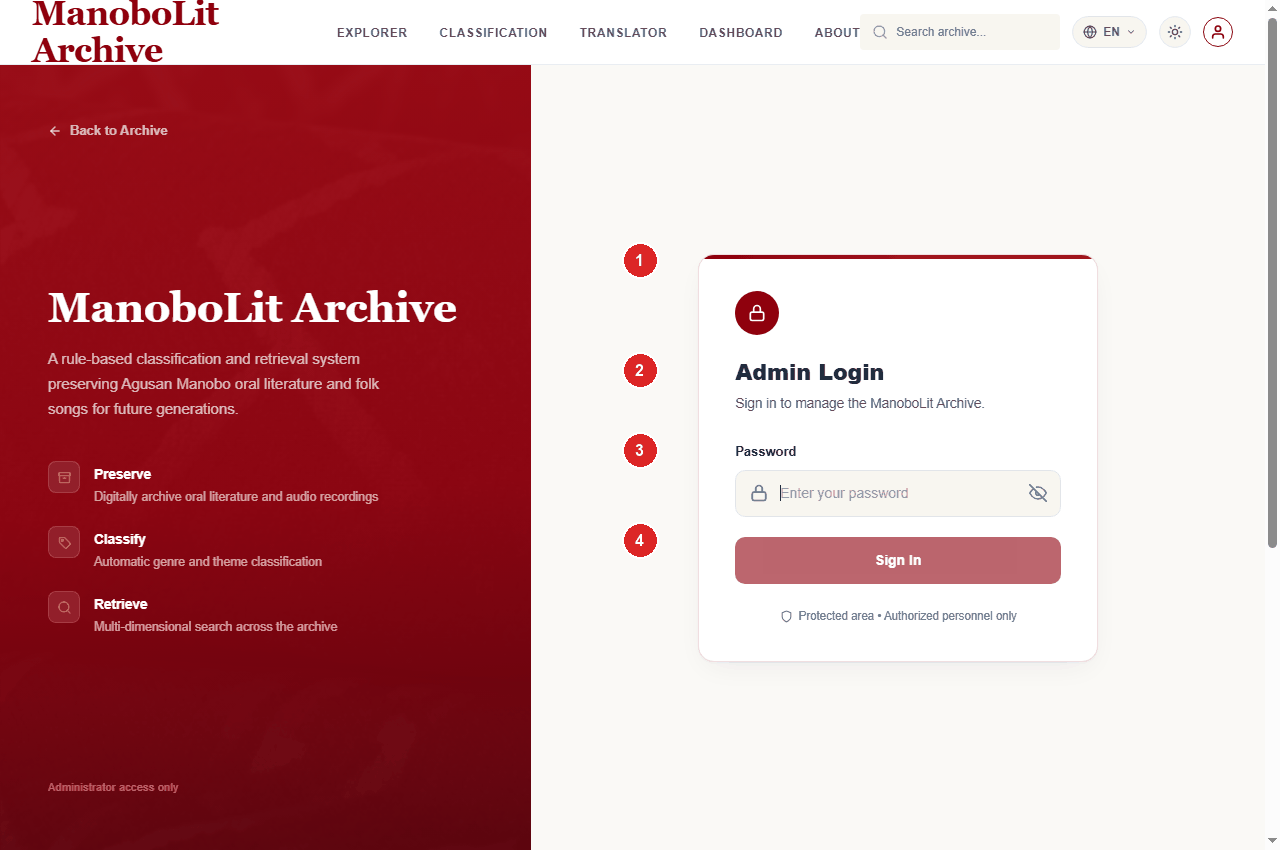 ManoboLit
Archive
EXPLORER CLASSIFICATION TRANSLATOR DASHBOARD ABOUT
Search archive...
EN
Back to Archive
ManoboLit Archive
A rule-based classification and retrieval system
preserving Agusan Manobo oral literature and folk
songs for future generations.
Preserve
Digitally archive oral literature and audio recordings
Classify
Automatic genre and theme classification
Retrieve
Multi-dimensional search across the archive
Administrator access only
1
2
3
4
Admin Login
Sign in to manage the ManoboLit Archive.
Password
Enter your password
Sign In
Protected area • Authorized personnel only